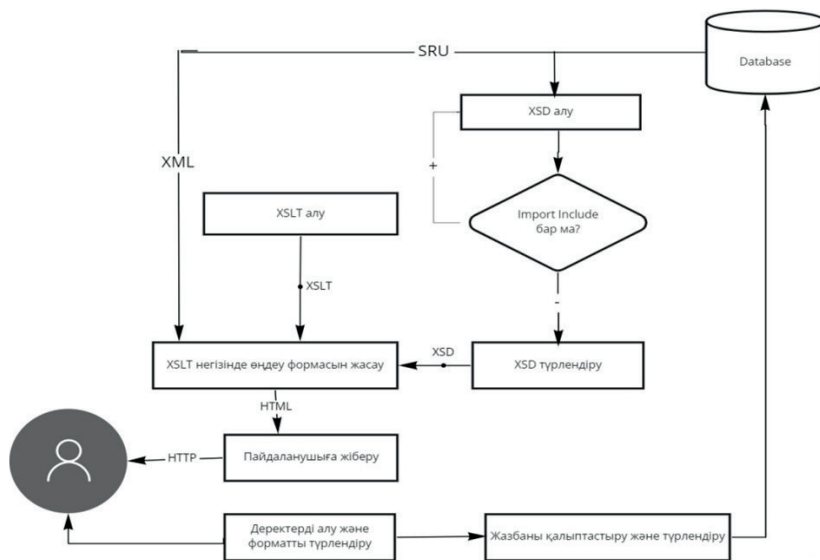 SRU
Database
XSD алу
XML
+
XSLT алу
Import Include
бар ма?
XSLT
-
XSD
XSLT негізінде өңдеу формасын жасау
XSD түрлендіру
HTML
HTTP
Пайдаланушыға жіберу
Деректерді алу және
форматты түрлендіру
Жазбаны қалыптастыру және түрлендіру